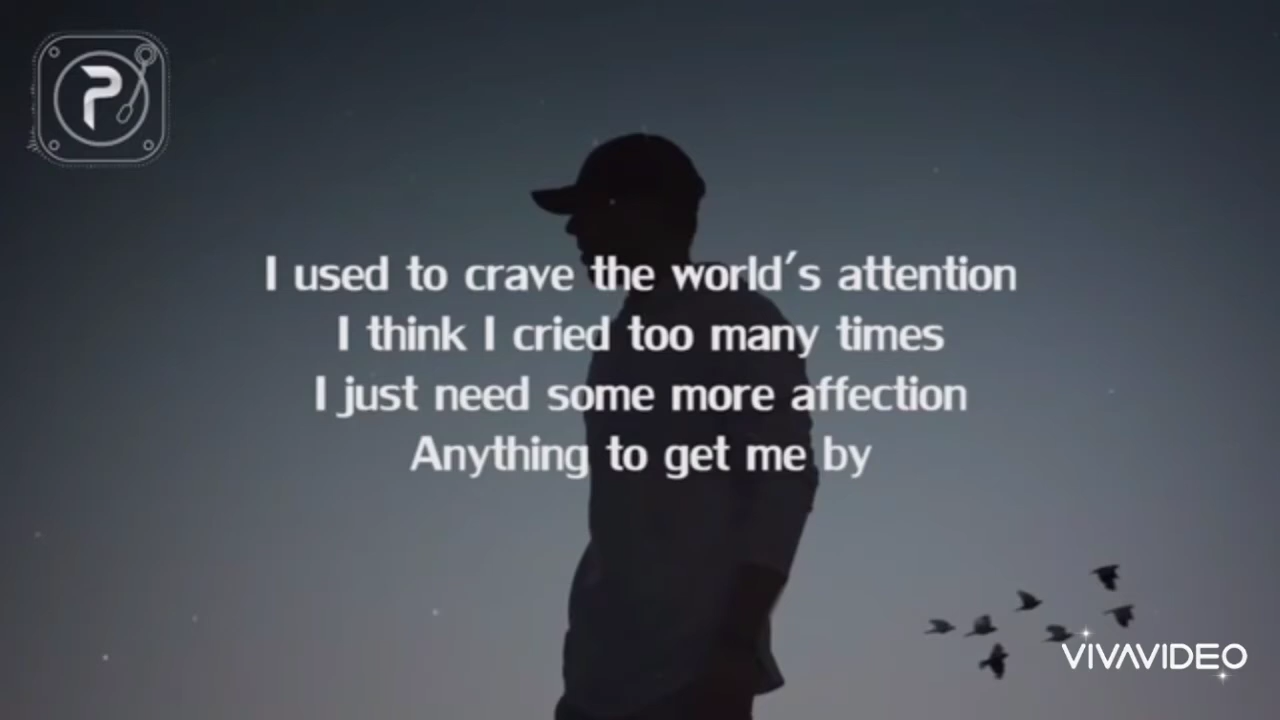 P
I used to crave the world's attention
I think I cried too many times
I just need some more affection
Anything to get me by
VIVAVIDEO